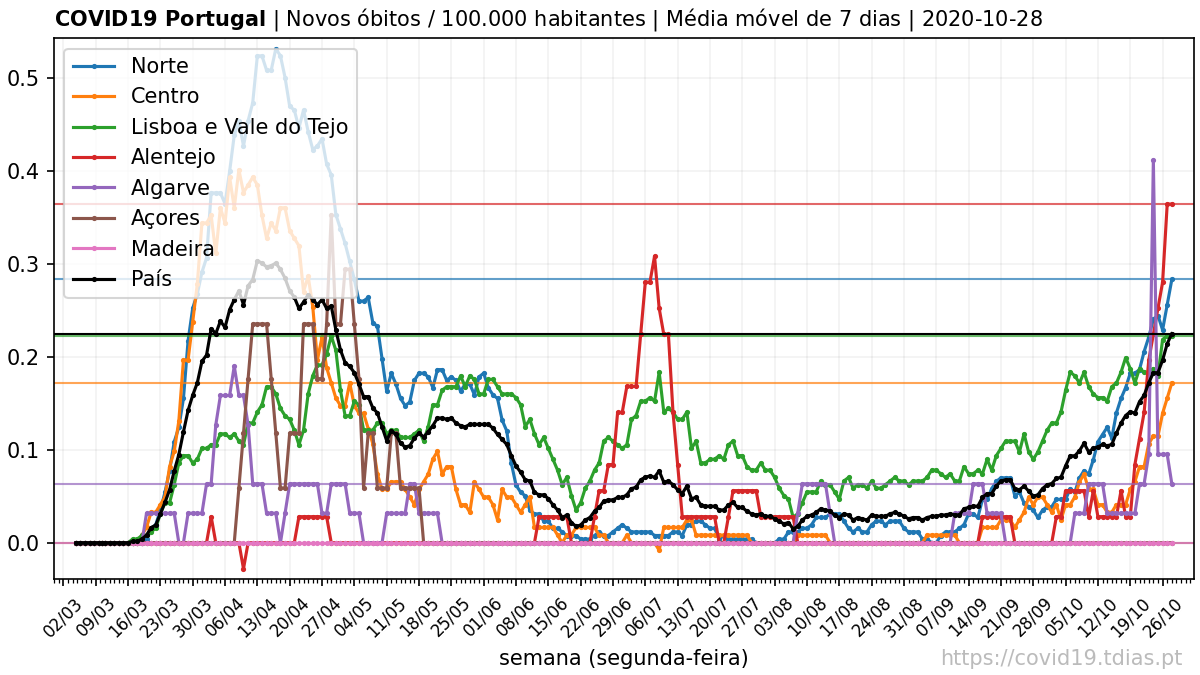 COVID19 Portugal | Novos óbitos / 100.000 habitantes | Média móvel de 7 dias | 2020-10-28
Norte
Centro
Lisboa e Vale do Tejo
Alentejo
Algarve
Açores
Madeira
País
0.5
0.4
0.3
0.2
0.1
0.0
02/03 09/03 16/03 23/03 30/03 06/04 13/04 20/04 27/04 04/05 11/05 18/05 25/05 01/06 08/06 15/06 22/06 29/06 06/07 13/07 20/07 27/07 03/08 10/08 17/08 24/08 31/08 07/09 14/09 21/09 28/09 05/10 12/10 19/10 26/10
semana (segunda-feira)
https://covid19.tdias.pt